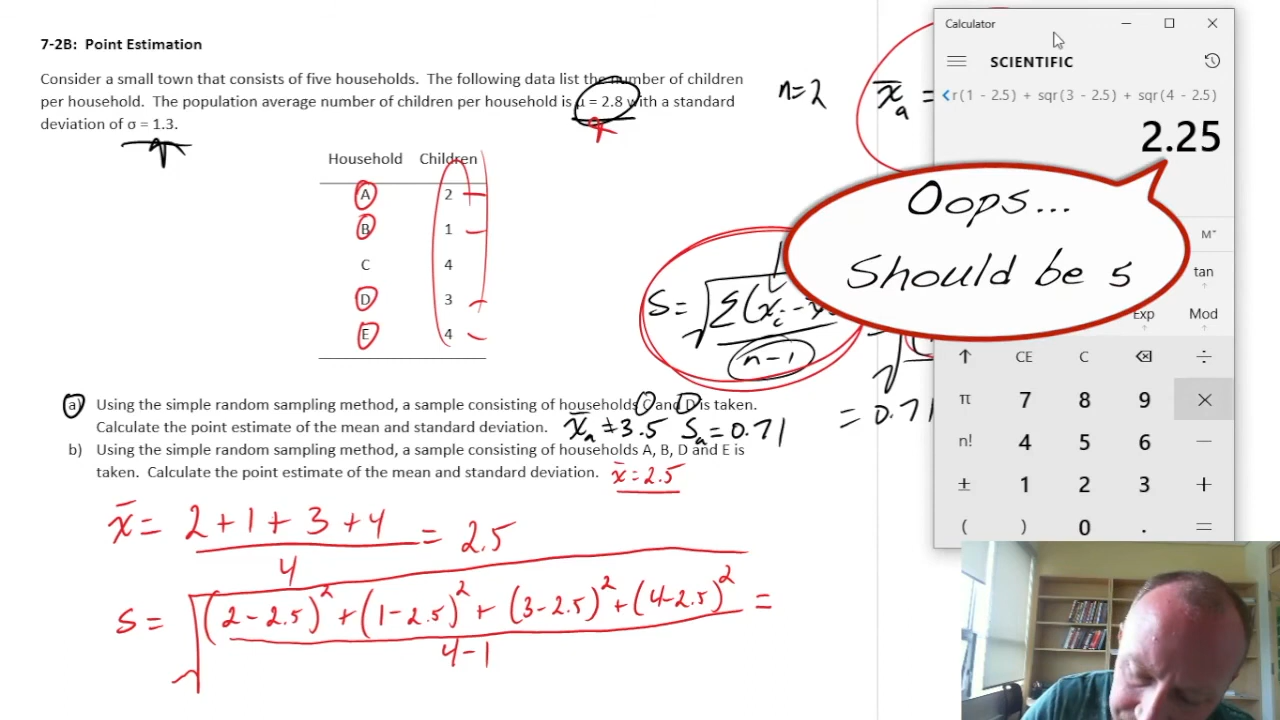 7-2B: Point Estimation
Consider a small town that consists of five households. The following data list the number of children
per household. The population average number of children per household is μ = 2.8 with a standard
deviation of σ = 1.3.
Household Children
A 2
B 1
C 4
D 3
E 4
a) Using the simple random sampling method, a sample consisting of households C and D is taken.
Calculate the point estimate of the mean and standard deviation. x̄a = 3.5 Sa = 0.71
b) Using the simple random sampling method, a sample consisting of households A, B, D and E is
taken. Calculate the point estimate of the mean and standard deviation. x̄ = 2.5
x̄ = 2 + 1 + 3 + 4 = 2.5
4
S = √(2 - 2.5)² + (1 - 2.5)² + (3 - 2.5)² + (4 - 2.5)² =
4 - 1
n = 2
x̄a =
S = √Σ(xi -
n - 1
= 0.71
Calculator
SCIENTIFIC
r(1 - 2.5) + sqr(3 - 2.5) + sqr(4 - 2.5)
2.25
Oops...
Should be 5
M˅
tan
Exp Mod
↑ CE C ⌫ ÷
π 7 8 9 ×
n! 4 5 6 −
± 1 2 3 +
( ) 0 . =